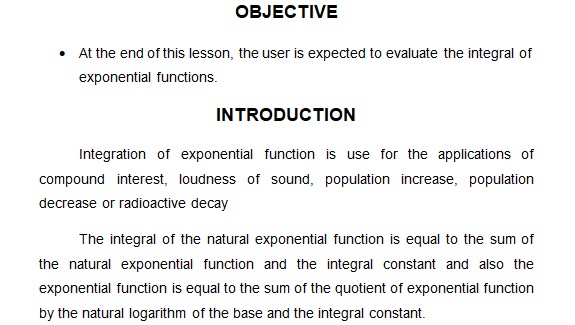 OBJECTIVE
• At the end of this lesson, the user is expected to evaluate the integral of
exponential functions.
INTRODUCTION
Integration of exponential function is use for the applications of
compound interest, loudness of sound, population increase, population
decrease or radioactive decay
The integral of the natural exponential function is equal to the sum of
the natural exponential function and the integral constant and also the
exponential function is equal to the sum of the quotient of exponential function
by the natural logarithm of the base and the integral constant.